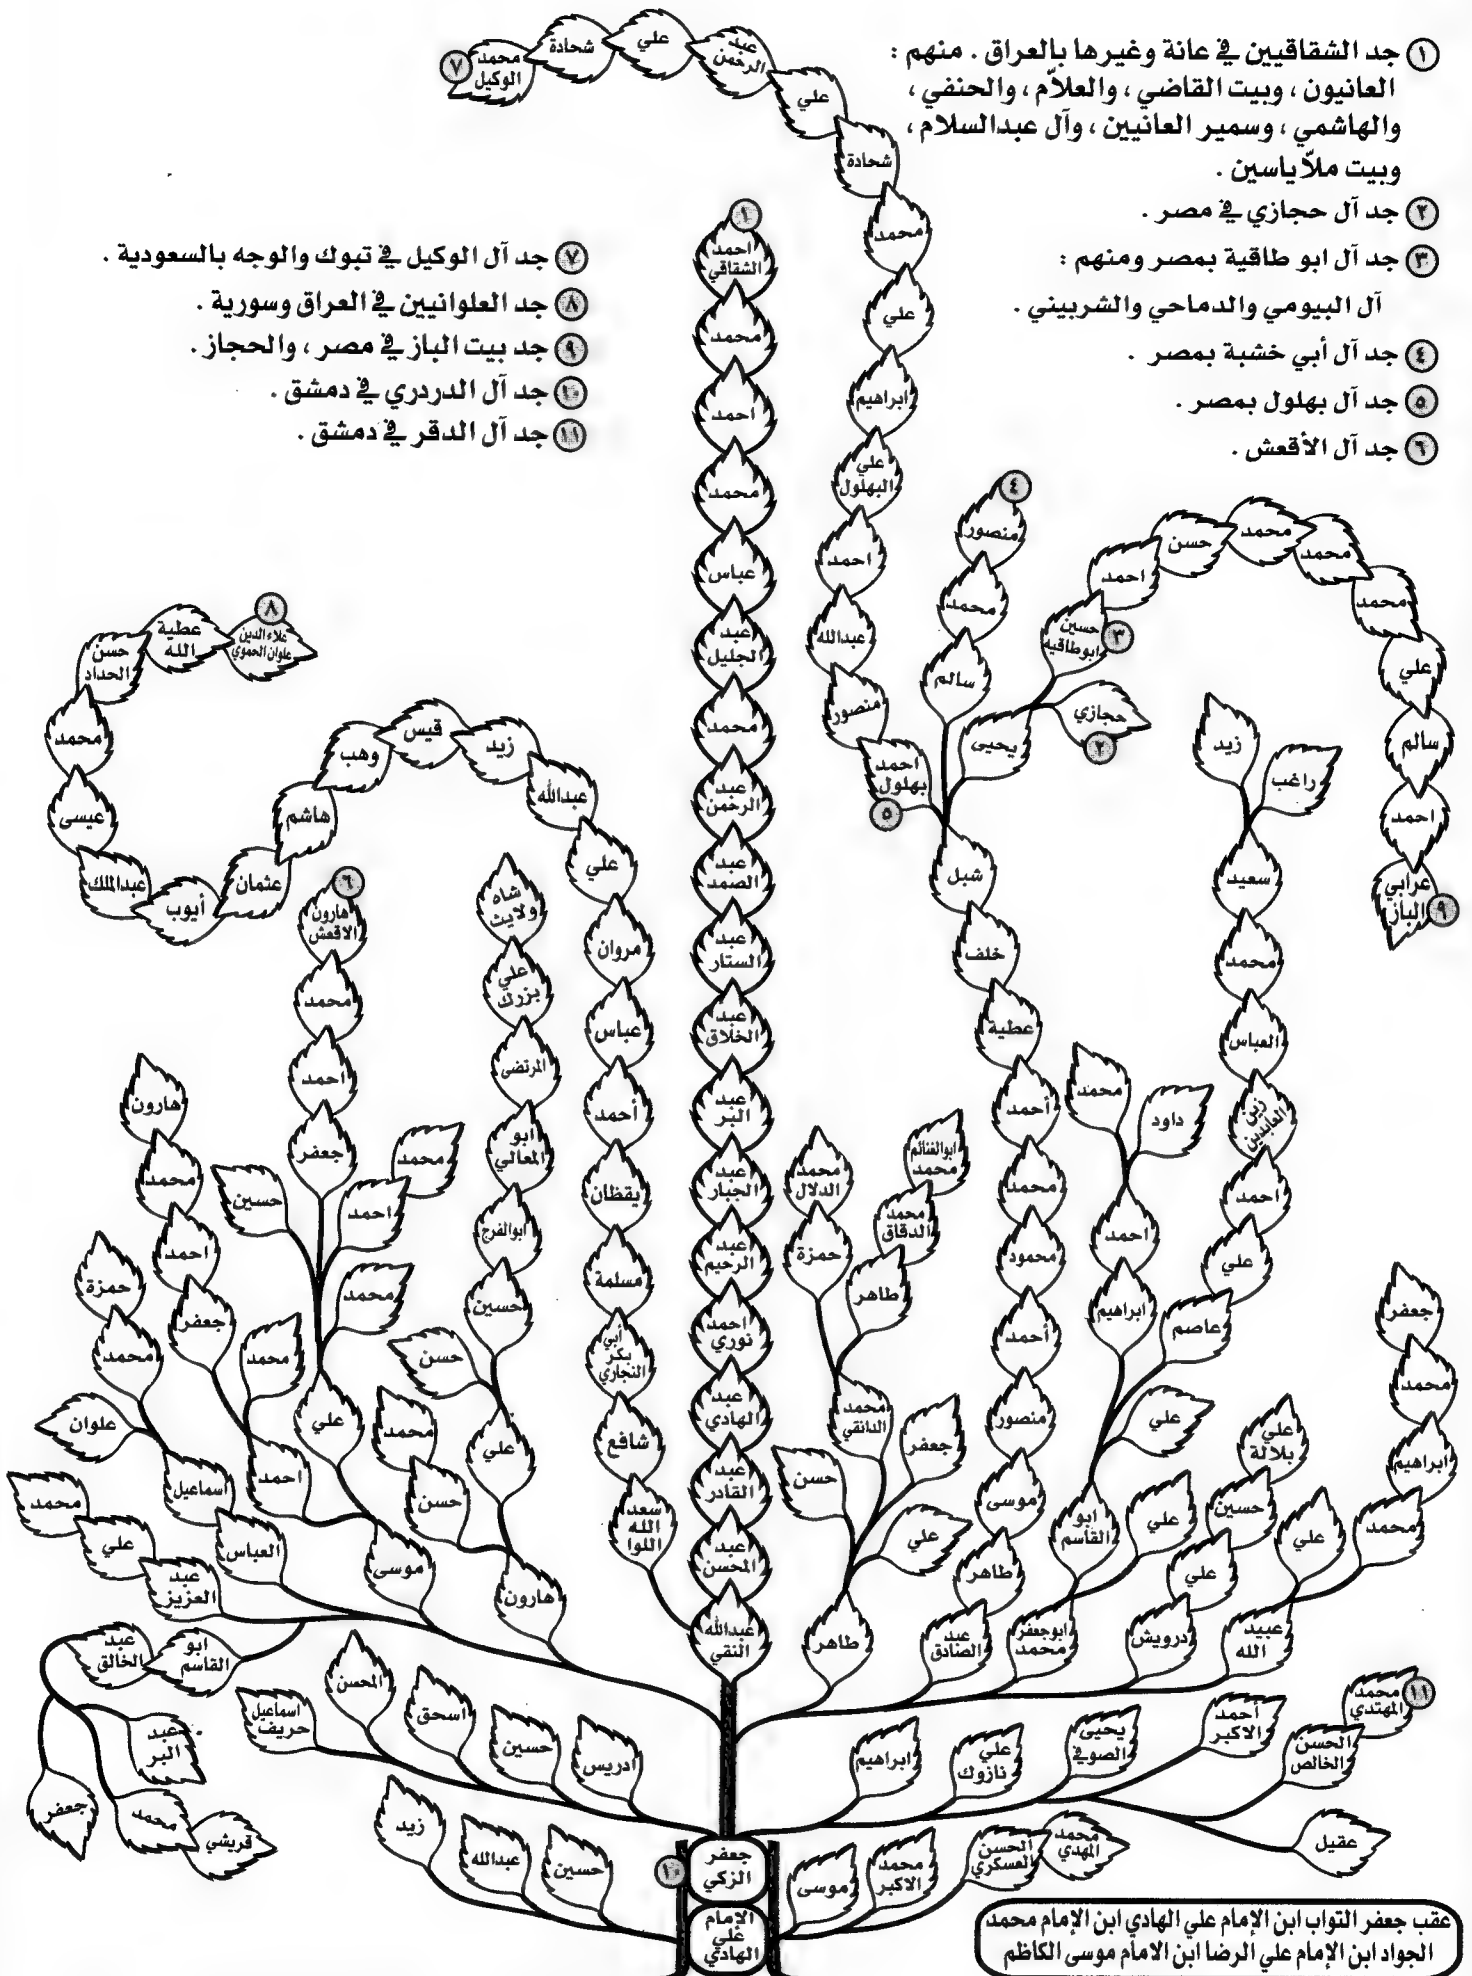 ١ جد الشقاقيين في عانة وغيرها بالعراق . منهم :
العانيون ، وبيت القاضي ، والعلاّم ، والحنفي ،
والهاشمي ، وسمير العانيين ، وآل عبدالسلام ،
وبيت ملاّ ياسين .
٢ جد آل حجازي في مصر .
٣ جد آل ابو طاقية بمصر ومنهم :
آل البيومي والدماحي والشربيني .
٤ جد آل أبي خشبة بمصر .
٥ جد آل بهلول بمصر .
٦ جد آل الأقعش .
٧ جد آل الوكيل في تبوك والوجه بالسعودية .
٨ جد العلوانيين في العراق وسورية .
٩ جد بيت الباز في مصر ، والحجاز .
١٠ جد آل الدردري في دمشق .
١١ جد آل الدقر في دمشق .
٧
محمد
الوكيل
شحادة
علي
عبد
الرحمن
علي
شحادة
محمد
علي
ابراهيم
علي
البهلول
احمد
عبدالله
منصور
احمد
بهلول
٥
١
احمد
الشقاقي
محمد
احمد
محمد
عباس
عبد
الجليل
محمد
عبد
الرحمن
عبد
الصمد
عبد
الستار
عبد
الخلاق
عبد
البر
عبد
الجبار
عبد
الرحيم
احمد
نوري
عبد
الهادي
عبد
القادر
عبد
المحسن
عبدالله
النقي
٤
منصور
محمد
سالم
يحيى
حجازي
٢
حسين
ابوطاقيه
٣
احمد
حسن
محمد
محمد
محمد
علي
سالم
احمد
عرابي
الباز
٩
شبل
خلف
عطية
أحمد
محمد
محمود
أحمد
منصور
موسى
طاهر
عبد
الصادق
زيد
راغب
سعيد
محمد
العباس
زين
العابدين
احمد
علي
عاصم
محمد
داود
احمد
ابراهيم
علي
ابو
القاسم
علي
ابوجعفر
محمد
علي
بلالة
حسين
علي
درويش
جعفر
محمد
ابراهيم
محمد
علي
عبيد
الله
محمد
الدلال
حمزة
ابوالغنائم
محمد
محمد
الدقاق
طاهر
محمد
الدانقي
جعفر
حسن
علي
طاهر
٨
علاء الدين
علوان الحموي
عطية
الله
حسن
الحداد
محمد
عيسى
عبدالملك
أيوب
عثمان
هاشم
وهب
قيس
زيد
عبدالله
علي
مروان
عباس
أحمد
يقظان
مسلمة
أبي
بكر
النجاري
شافع
سعد
الله
اللوا
شاه
ولايث
علي
بزرك
المرتضى
ابو
المعالي
ابوالفرج
حسين
حسن
علي
محمد
حسن
هارون
٦
هارون
الاقعش
محمد
احمد
جعفر
حسين
محمد
احمد
محمد
علي
موسى
هارون
محمد
احمد
جعفر
محمد
احمد
حمزة
محمد
علوان
اسماعيل
العباس
محمد
علي
عبد
العزيز
ابو
القاسم
عبد
الخالق
عبد
البر
جعفر
محمد
قريشي
اسماعيل
حريف
المحسن
اسحق
حسين
ادريس
ابراهيم
علي
نازوك
يحيى
الصوفي
أحمد
الاكبر
الحسن
الخالص
محمد
المهتدي
١١
عقيل
زيد
عبدالله
حسين
١٠
جعفر
الزكي
الإمام
علي
الهادي
موسى
محمد
الاكبر
الحسن
العسكري
محمد
المهدي
عقب جعفر التواب ابن الإمام علي الهادي ابن الإمام محمد
الجواد ابن الإمام علي الرضا ابن الامام موسى الكاظم